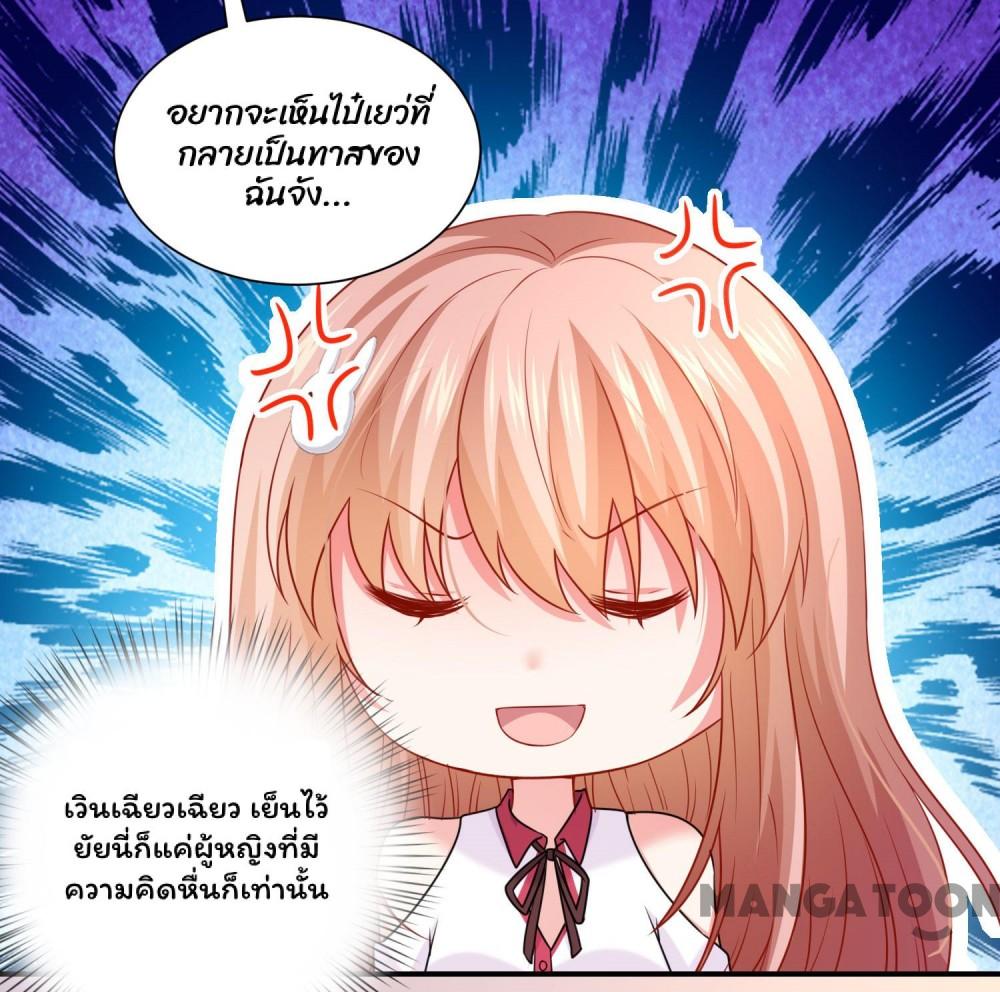 อยากจะเห็นไป๋เยว่ที่
กลายเป็นทาสของ
ฉันจัง...
เวินเฉียวเฉียว เย็นไว้
ยัยนี่ก็แค่ผู้หญิงที่มี
ความคิดหื่นก็เท่านั้น
MANGATOON